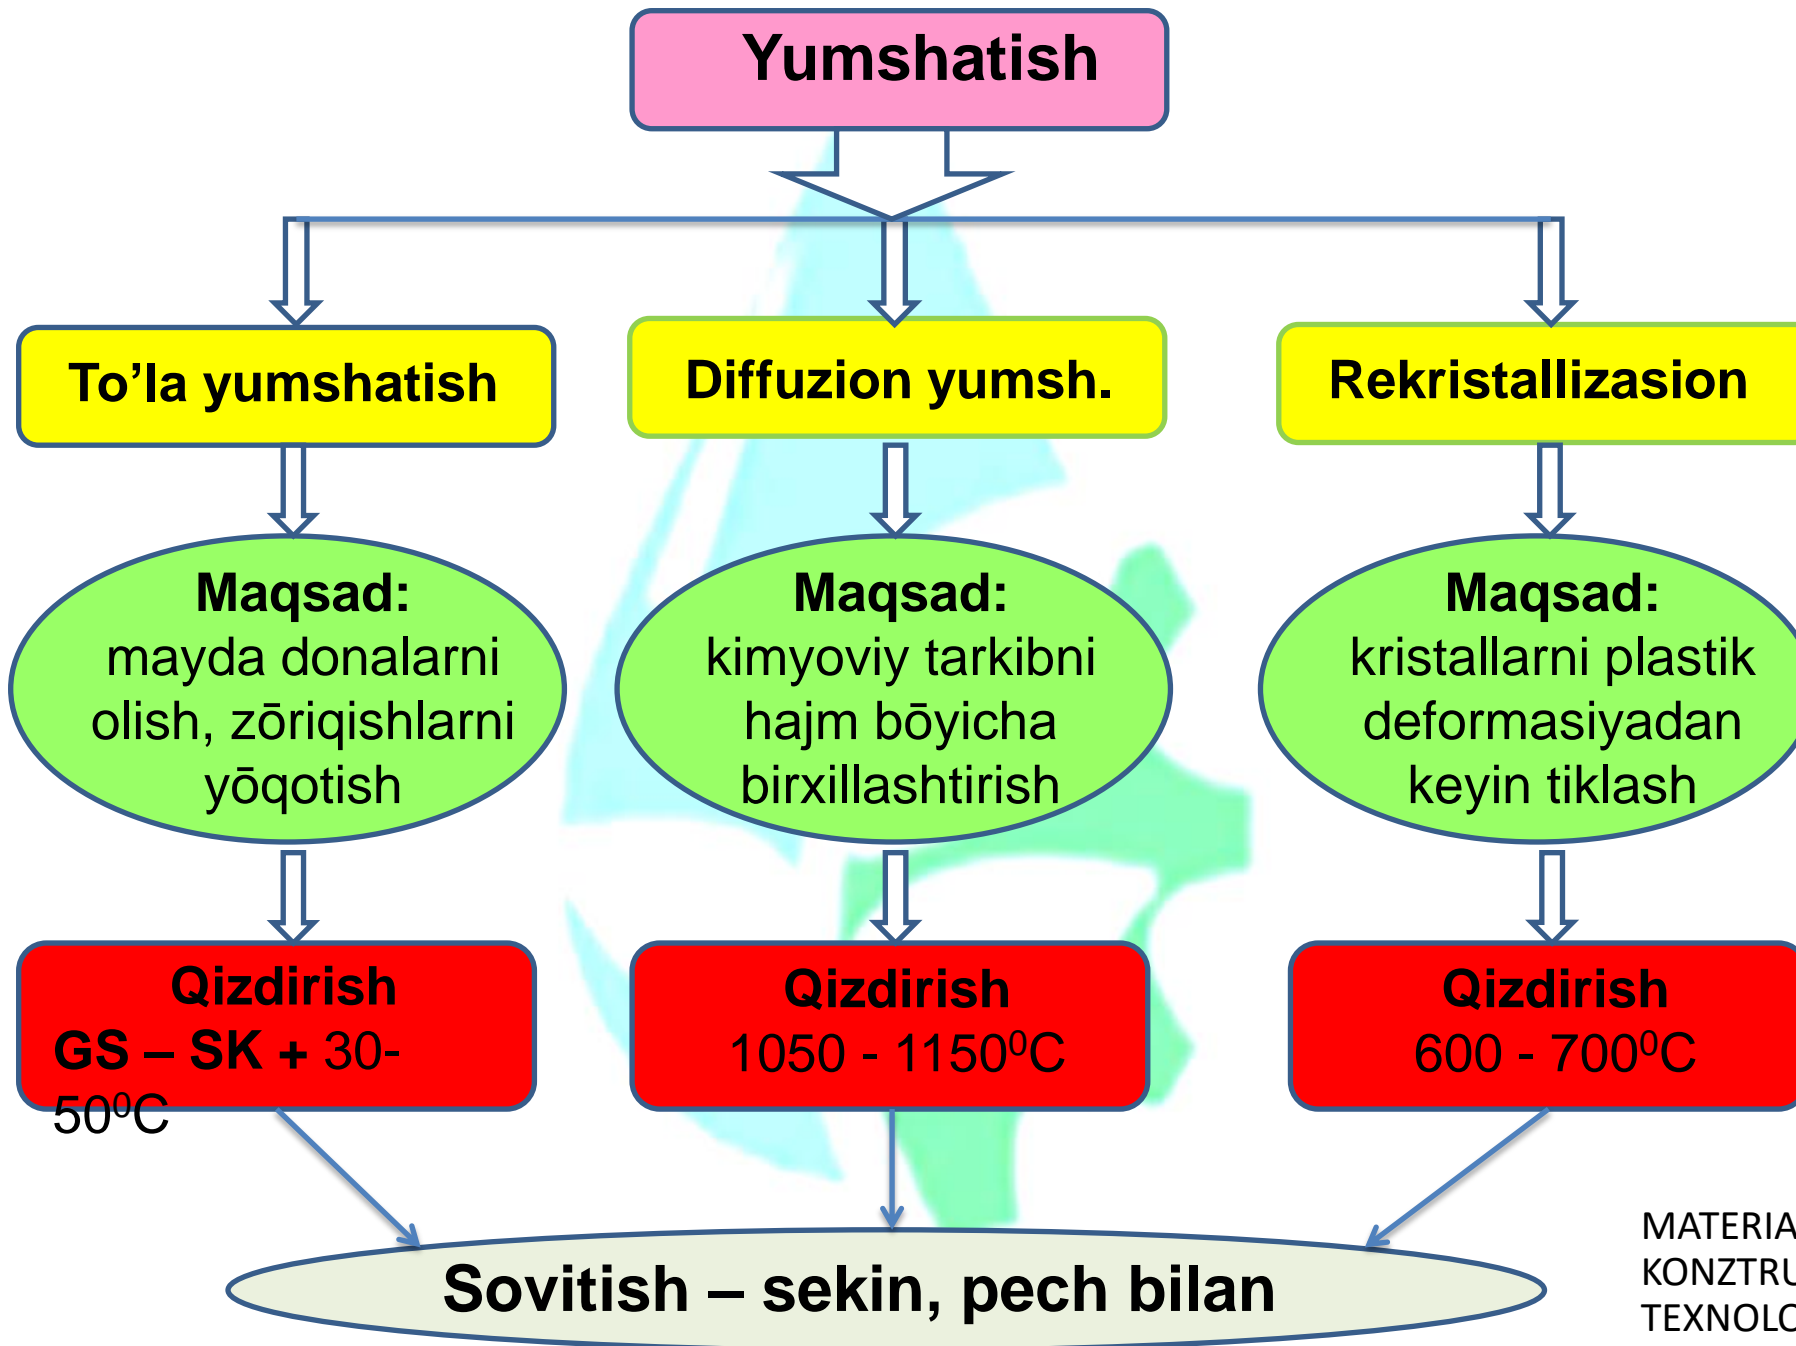 Yumshatish
To’la yumshatish
Diffuzion yumsh.
Rekristallizasion
Maqsad:
mayda donalarni
olish, zōriqishlarni
yōqotish
Maqsad:
kimyoviy tarkibni
hajm bōyicha
birxillashtirish
Maqsad:
kristallarni plastik
deformasiyadan
keyin tiklash
Qizdirish
GS – SK + 30-
50⁰C
Qizdirish
1050 - 1150⁰C
Qizdirish
600 - 700⁰C
Sovitish – sekin, pech bilan